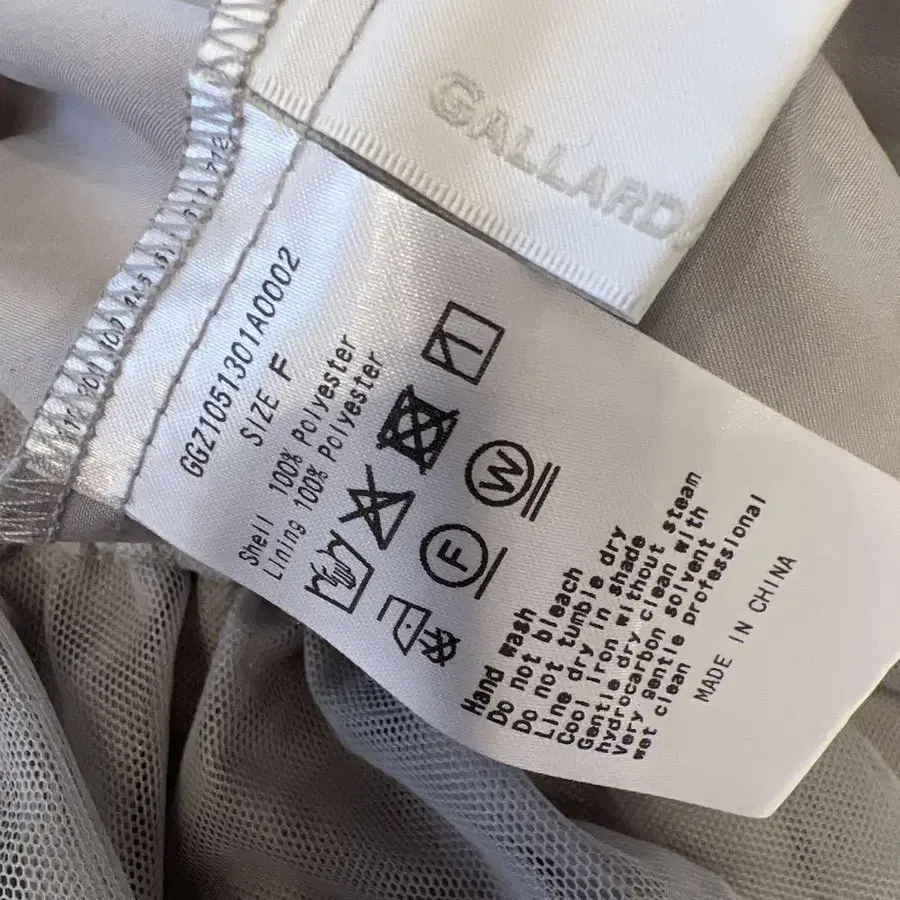 GALLARD
GGZ1051301A0002
SIZE F
Shell 100% Polyester
Lining 100% Polyester
W
F
Hand wash
Do not bleach
Do not tumble dry
Line dry in shade
Cool iron without steam
Gentle dry clean with
hydrocarbon solvent
Very gentle professional
wet clean
MADE IN CHINA